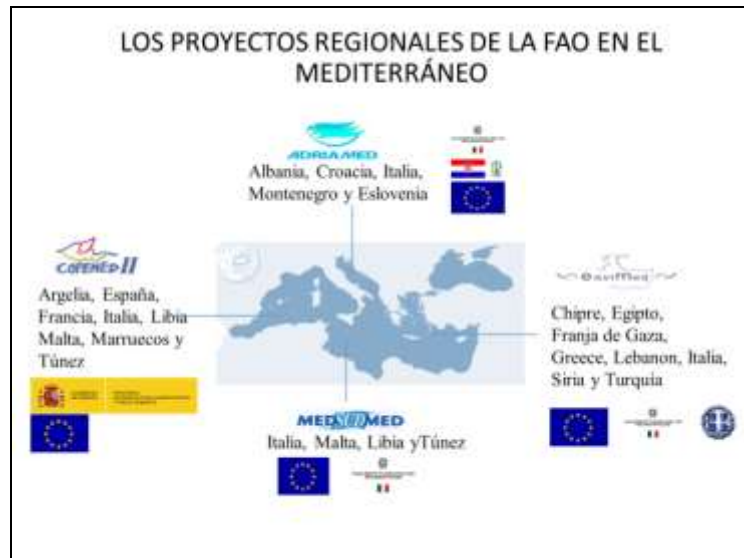 LOS PROYECTOS REGIONALES DE LA FAO EN EL
MEDITERRÁNEO
ADRIAMED
Albania, Croacia, Italia,
Montenegro y Eslovenia
COPEMED II
Argelia, España,
Francia, Italia, Libia
Malta, Marruecos y
Túnez
EastMed
Chipre, Egipto,
Franja de Gaza,
Greece, Lebanon, Italia,
Siria y Turquía
MEDSUDMED
Italia, Malta, Libia yTúnez